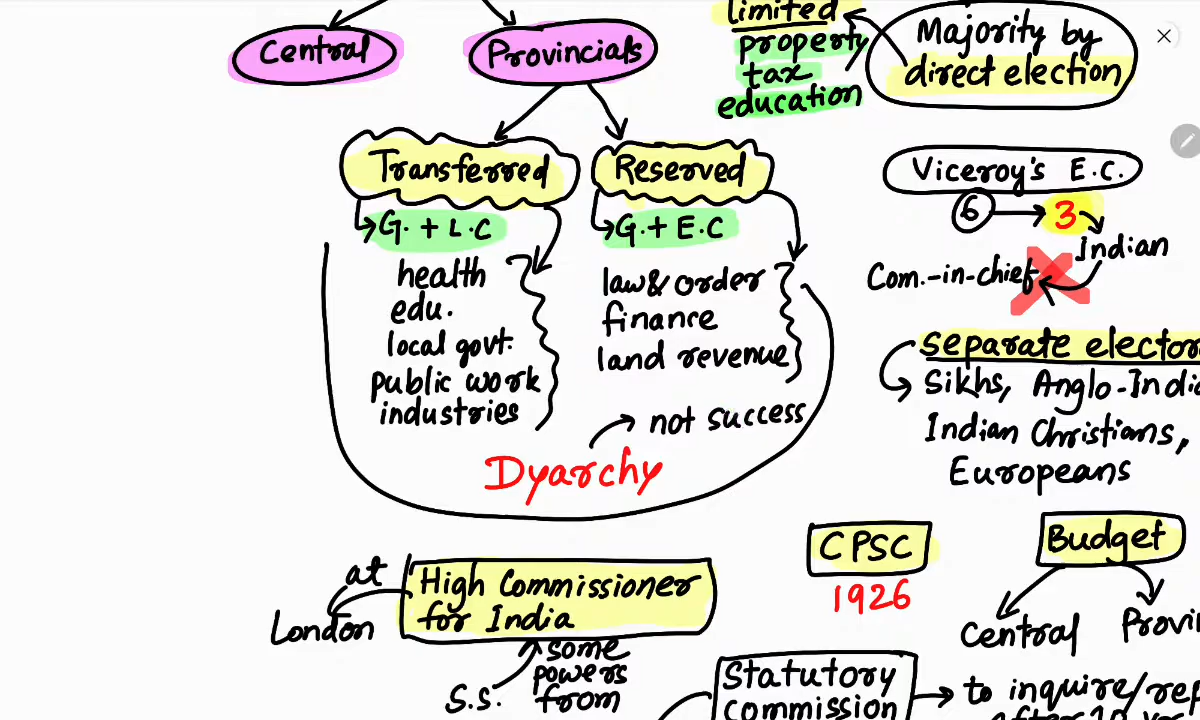 Central
Provincials
limited
property
tax
education
Majority by
direct election
Transferred
Reserved
G. + L.C
G. + E.C
health
edu.
local govt.
public work
industries
law & order
finance
land revenue
not success
Dyarchy
Viceroy's E.C.
6 → 3
Indian
Com.-in-chief
separate elector
Sikhs, Anglo-Indi
Indian Christians,
Europeans
at
London
High Commissioner
for India
some
powers
from
S.S.
CPSC
1926
Budget
Central
Provin
Statutory
commission
to inquire/rep